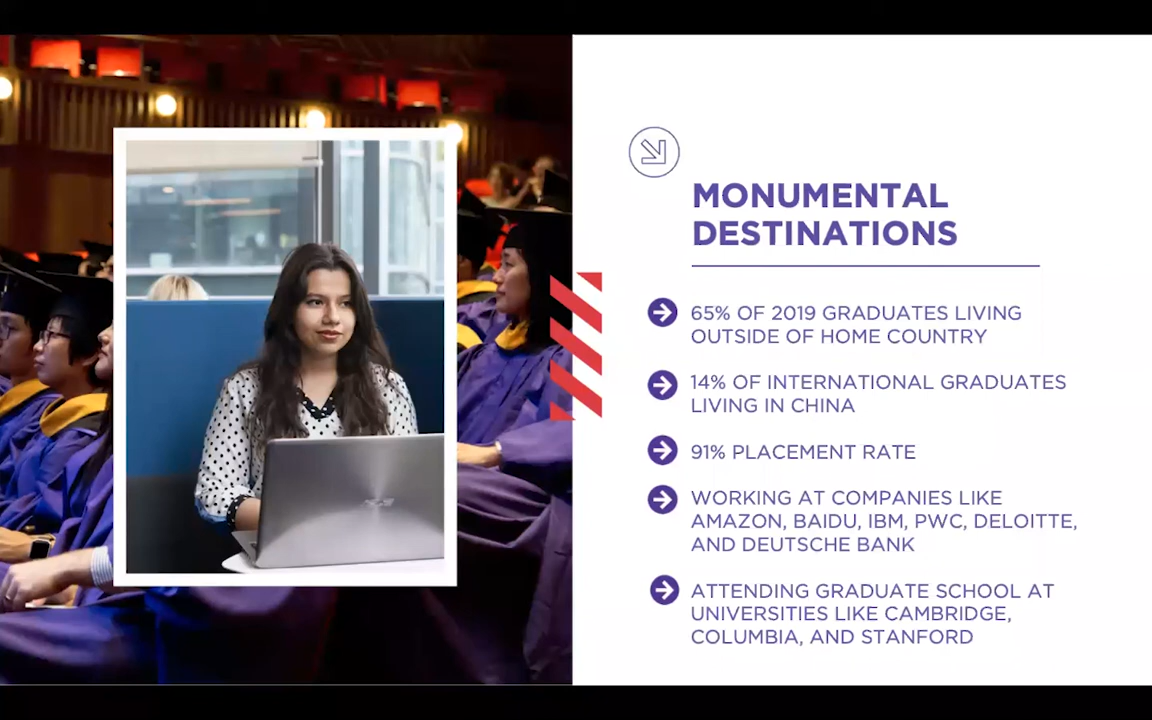 MONUMENTAL
DESTINATIONS
65% OF 2019 GRADUATES LIVING
OUTSIDE OF HOME COUNTRY
14% OF INTERNATIONAL GRADUATES
LIVING IN CHINA
91% PLACEMENT RATE
WORKING AT COMPANIES LIKE
AMAZON, BAIDU, IBM, PWC, DELOITTE,
AND DEUTSCHE BANK
ATTENDING GRADUATE SCHOOL AT
UNIVERSITIES LIKE CAMBRIDGE,
COLUMBIA, AND STANFORD